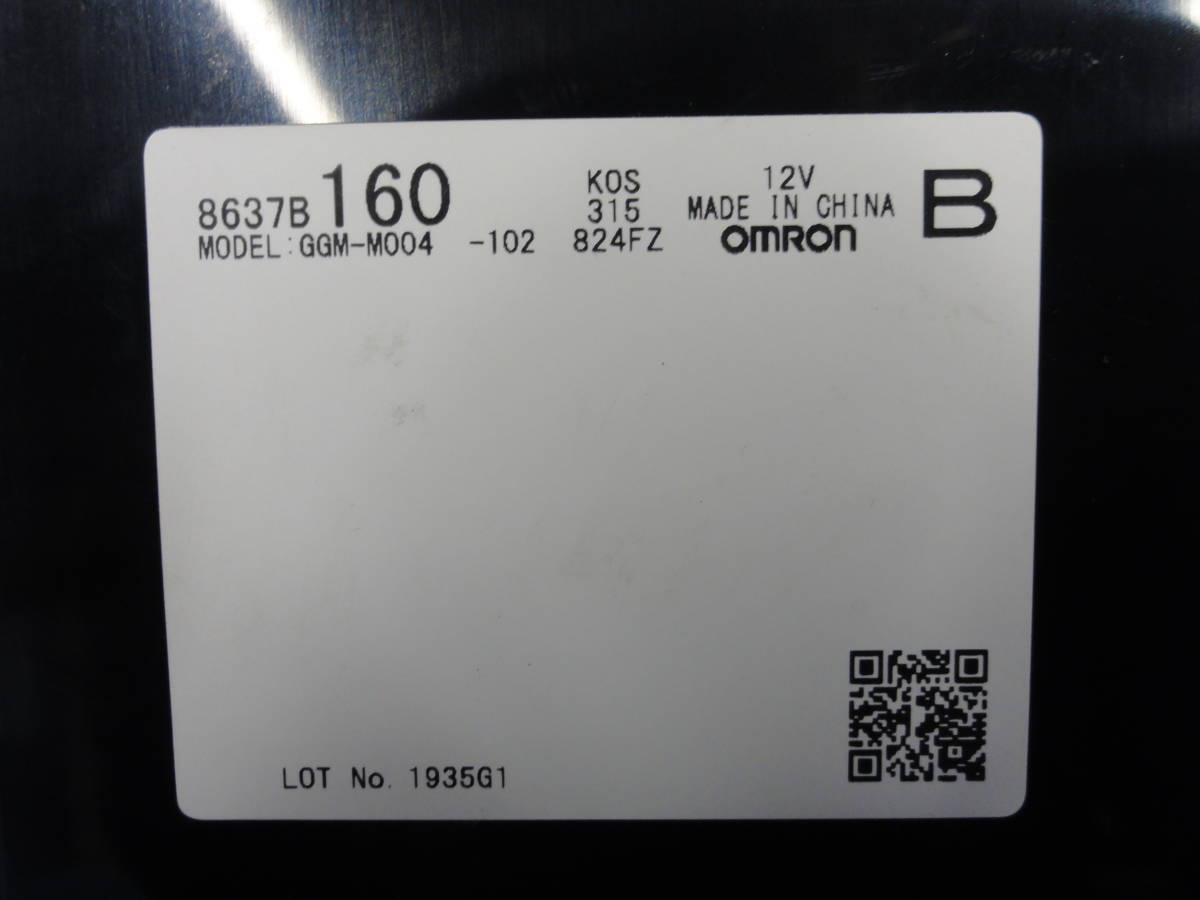 8637B 160 KOS 12V B
315 MADE IN CHINA
MODEL:GGM-M004 -102 824FZ OMRON
LOT No. 1935G1